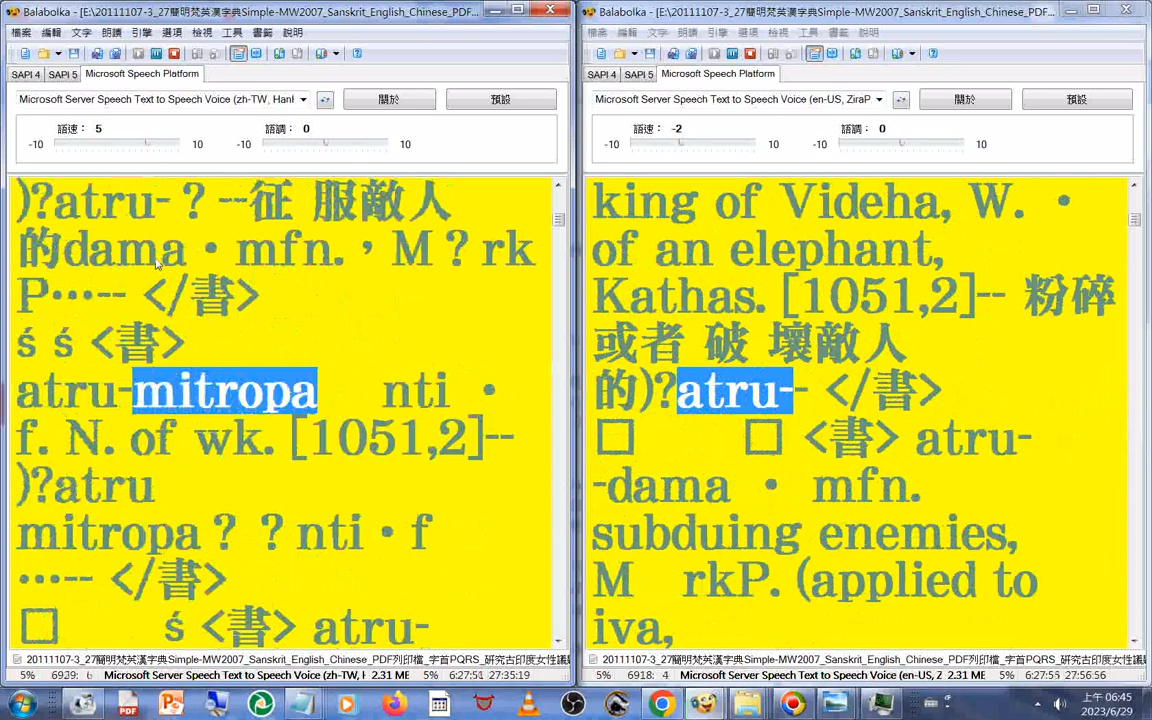 Balabolka - [E:\20111107-3_27簡明梵英漢字典Simple-MW2007_Sanskrit_English_Chinese_PDF...
檔案 編輯 文字 朗讀 引擎 選項 檢視 工具 書籤 說明
SAPI 4 SAPI 5 Microsoft Speech Platform
Microsoft Server Speech Text to Speech Voice (zh-TW, Hanl
關於 預設
語速： 5 語調： 0
-10 10 -10 10
)?atru- ? --征 服敵人
的dama・mfn.，M？rk
P…-- </書>
ś ś <書>
atru-mitropa nti •
f. N. of wk. [1051,2]--
)?atru
mitropa？？nti・f
…-- </書>
□ ś <書> atru-
20111107-3_27簡明梵英漢字典Simple-MW2007_Sanskrit_English_Chinese_PDF列印檔_字首PQRS_研究古印度女性議
5% 6939: 6 Microsoft Server Speech Text to Speech Voice (zh-TW, H 2.31 MB 5% 6:27:51 27:35:19
Balabolka - [E:\20111107-3_27簡明梵英漢字典Simple-MW2007_Sanskrit_English_Chinese_PDF...
檔案 編輯 文字 朗讀 引擎 選項 檢視 工具 書籤 說明
SAPI 4 SAPI 5 Microsoft Speech Platform
Microsoft Server Speech Text to Speech Voice (en-US, ZiraP
關於 預設
語速： -2 語調： 0
-10 10 -10 10
king of Videha, W. •
of an elephant,
Kathas. [1051,2]-- 粉碎
或者 破 壞敵人
的)?atru-- </書>
□ □ <書> atru-
-dama • mfn.
subduing enemies,
M rkP. (applied to
iva,
20111107-3_27簡明梵英漢字典Simple-MW2007_Sanskrit_English_Chinese_PDF列印檔_字首PQRS_研究古印度女性議
5% 6918: 4 Microsoft Server Speech Text to Speech Voice (en-US, Z 2.31 MB 5% 6:27:55 27:56:56
上午 06:45
2023/6/29